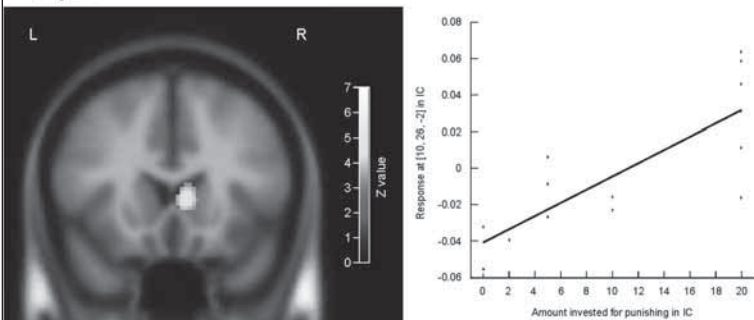 L
R
7
6
5
4
3
2
1
0
Z value
0.08
0.06
0.04
0.02
0
-0.02
-0.04
-0.06
Response at [10, 26, -2] in IC
0 2 4 6 8 10 12 14 16 18 20
Amount invested for punishing in IC